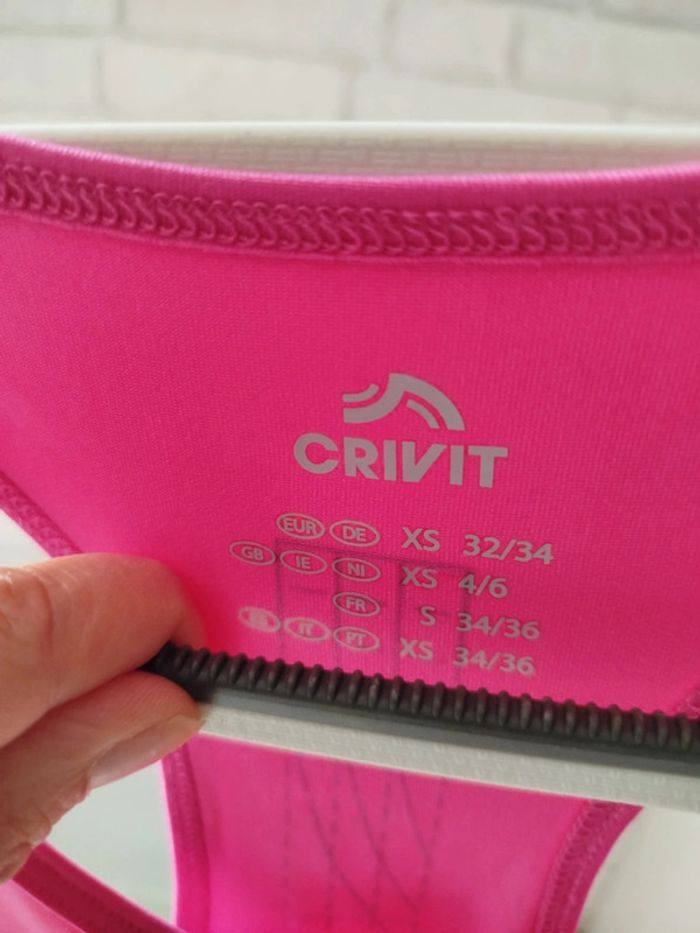 CRIVIT
EUR DE XS 32/34
GB IE NI XS 4/6
FR S 34/36
ES IT PT XS 34/36